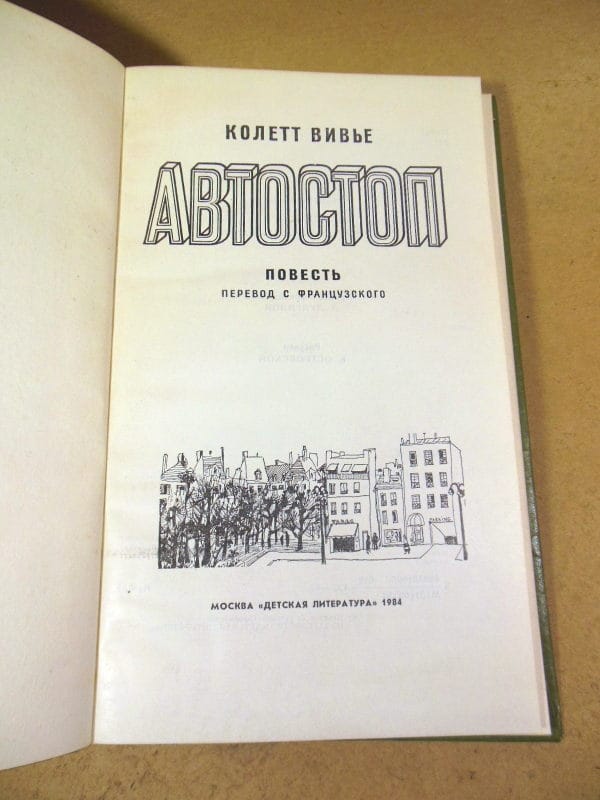 КОЛЕТТ ВИВЬЕ
АВТОСТОП
ПОВЕСТЬ
ПЕРЕВОД С ФРАНЦУЗСКОГО
МОСКВА «ДЕТСКАЯ ЛИТЕРАТУРА» 1984